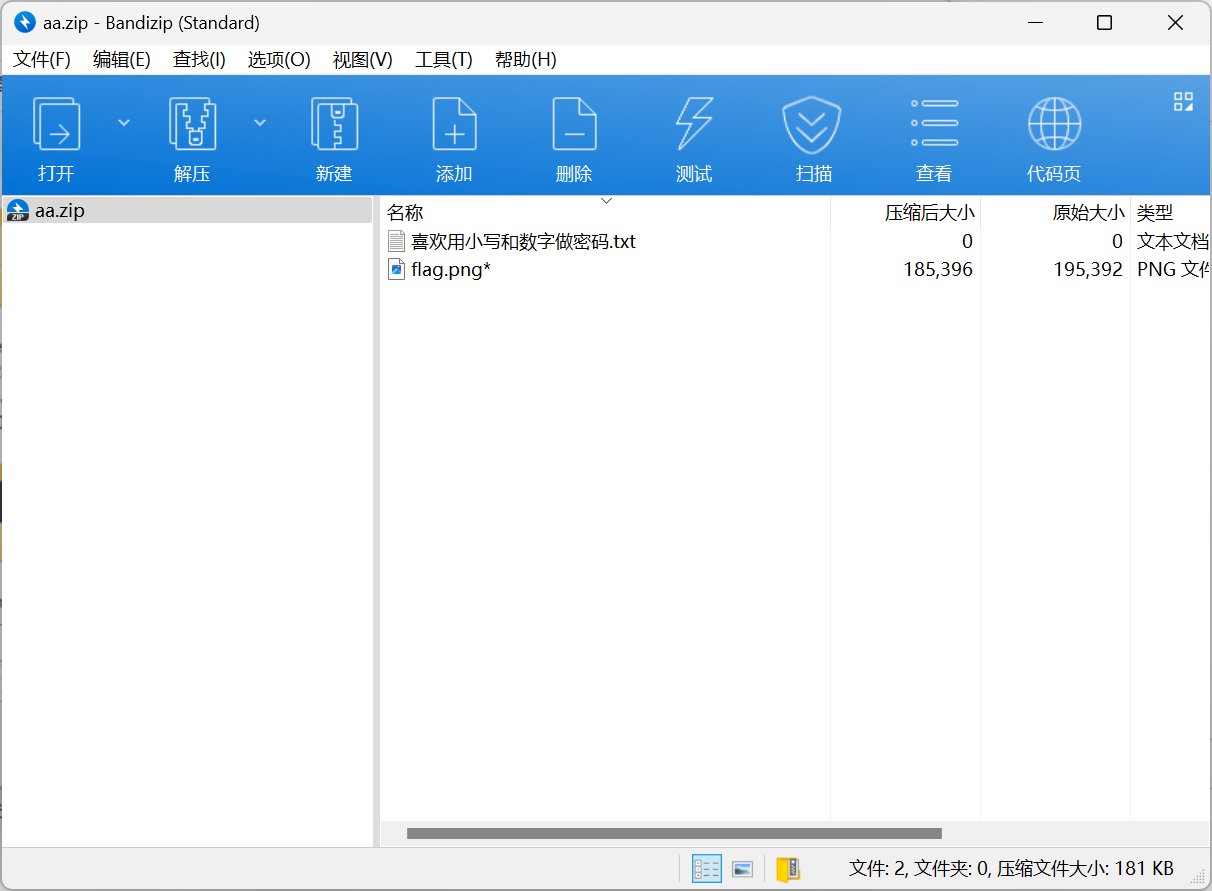 aa.zip - Bandizip (Standard)
文件(F) 编辑(E) 查找(I) 选项(O) 视图(V) 工具(T) 帮助(H)
打开 解压 新建 添加 删除 测试 扫描 查看 代码页
aa.zip
名称 压缩后大小 原始大小 类型
喜欢用小写和数字做密码.txt 0 0 文本文档
flag.png* 185,396 195,392 PNG 文件
文件: 2, 文件夹: 0, 压缩文件大小: 181 KB